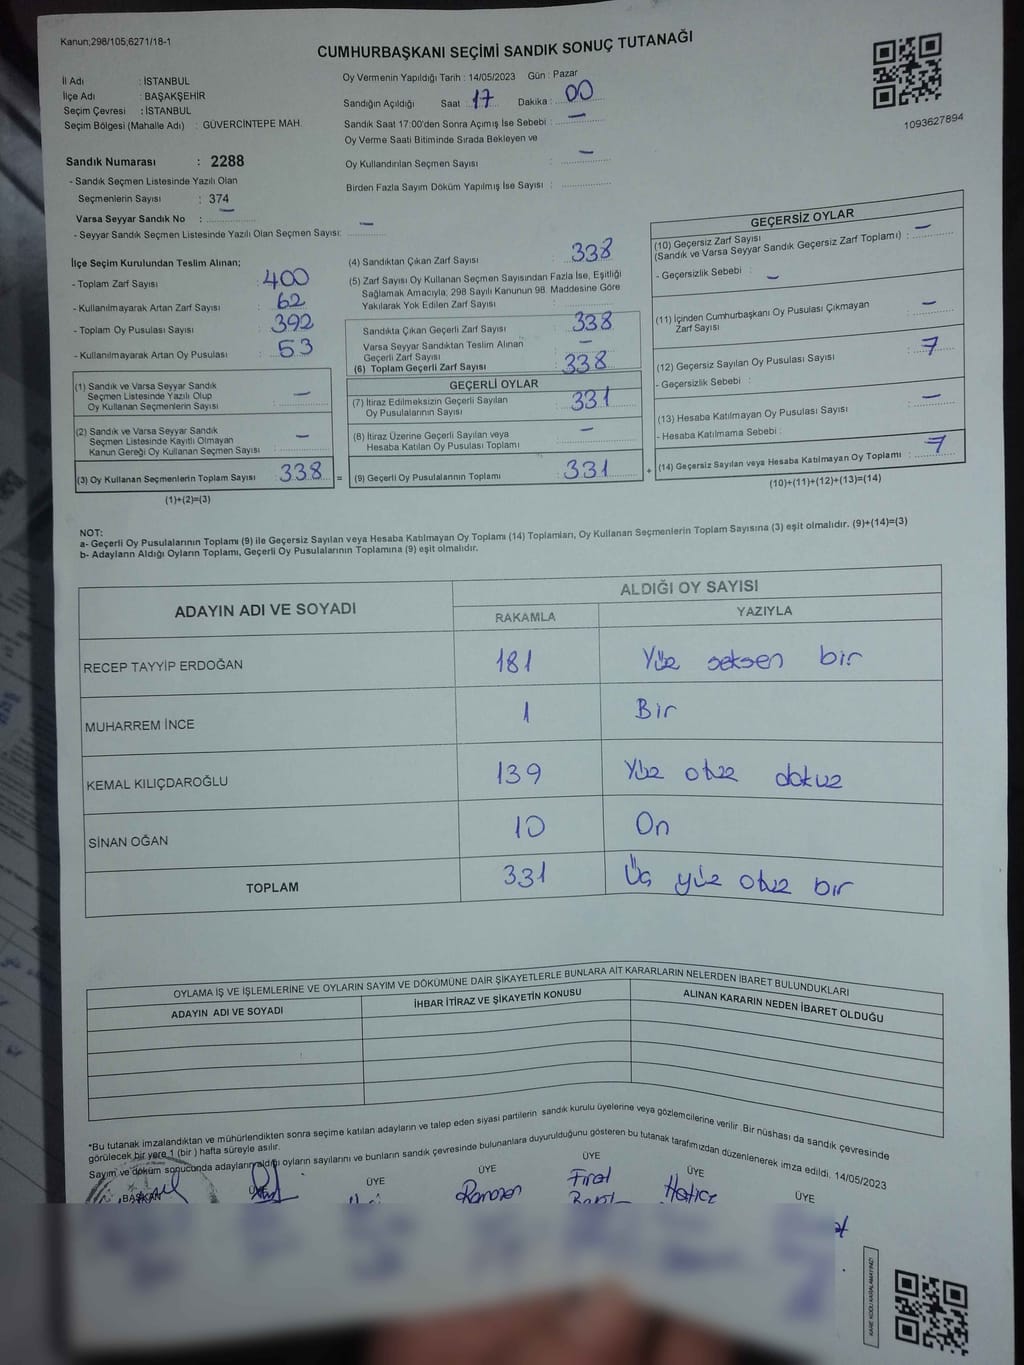 Kanun;298/105;6271/18-1
CUMHURBAŞKANI SEÇİMİ SANDIK SONUÇ TUTANAĞI
İl Adı : İSTANBUL
İlçe Adı : BAŞAKŞEHİR
Seçim Çevresi : İSTANBUL
Seçim Bölgesi (Mahalle Adı) : GÜVERCİNTEPE MAH.
Oy Vermenin Yapıldığı Tarih : 14/05/2023 Gün : Pazar
Sandığın Açıldığı Saat : 17 Dakika : 00
Sandık Saat 17:00'den Sonra Açımış İse Sebebi : —
Oy Verme Saati Bitiminde Sırada Bekleyen ve
Oy Kullandırılan Seçmen Sayısı : —
Birden Fazla Sayım Döküm Yapılmış İse Sayısı :
1093627894
Sandık Numarası : 2288
- Sandık Seçmen Listesinde Yazılı Olan
Seçmenlerin Sayısı : 374
Varsa Seyyar Sandık No : —
- Seyyar Sandık Seçmen Listesinde Yazılı Olan Seçmen Sayısı: —
İlçe Seçim Kurulundan Teslim Alınan;
- Toplam Zarf Sayısı : 400
- Kullanılmayarak Artan Zarf Sayısı : 62
- Toplam Oy Pusulası Sayısı : 392
- Kullanılmayarak Artan Oy Pusulası : 53
(1) Sandık ve Varsa Seyyar Sandık
Seçmen Listesinde Yazılı Olup
Oy Kullanan Seçmenlerin Sayısı : —
(2) Sandık ve Varsa Seyyar Sandık
Seçmen Listesinde Kayıtlı Olmayan
Kanun Gereği Oy Kullanan Seçmen Sayısı : —
(3) Oy Kullanan Seçmenlerin Toplam Sayısı : 338
(1)+(2)=(3)
(4) Sandıktan Çıkan Zarf Sayısı : 338
(5) Zarf Sayısı Oy Kullanan Seçmen Sayısından Fazla İse, Eşitliği
Sağlamak Amacıyla; 298 Sayılı Kanunun 98. Maddesine Göre
Yakılarak Yok Edilen Zarf Sayısı :
Sandıkta Çıkan Geçerli Zarf Sayısı : 338
Varsa Seyyar Sandıktan Teslim Alınan
Geçerli Zarf Sayısı : —
(6) Toplam Geçerli Zarf Sayısı : 338
GEÇERLİ OYLAR
(7) İtiraz Edilmeksizin Geçerli Sayılan
Oy Pusulalarının Sayısı : 331
(8) İtiraz Üzerine Geçerli Sayılan veya
Hesaba Katılan Oy Pusulası Toplamı : —
= (9) Geçerli Oy Pusulalarının Toplamı : 331
GEÇERSİZ OYLAR
(10) Geçersiz Zarf Sayısı
(Sandık ve Varsa Seyyar Sandık Geçersiz Zarf Toplamı) : —
- Geçersizlik Sebebi : —
(11) İçinden Cumhurbaşkanı Oy Pusulası Çıkmayan
Zarf Sayısı : —
(12) Geçersiz Sayılan Oy Pusulası Sayısı : 7
- Geçersizlik Sebebi :
(13) Hesaba Katılmayan Oy Pusulası Sayısı : —
- Hesaba Katılmama Sebebi :
+ (14) Geçersiz Sayılan veya Hesaba Katılmayan Oy Toplamı : 7
(10)+(11)+(12)+(13)=(14)
NOT:
a- Geçerli Oy Pusulalarının Toplamı (9) ile Geçersiz Sayılan veya Hesaba Katılmayan Oy Toplamı (14) Toplamları, Oy Kullanan Seçmenlerin Toplam Sayısına (3) eşit olmalıdır. (9)+(14)=(3)
b- Adayların Aldığı Oyların Toplamı, Geçerli Oy Pusulalarının Toplamına (9) eşit olmalıdır.
ADAYIN ADI VE SOYADI
ALDIĞI OY SAYISI
RAKAMLA YAZIYLA
RECEP TAYYİP ERDOĞAN 181 Yüz seksen bir
MUHARREM İNCE 1 Bir
KEMAL KILIÇDAROĞLU 139 Yüz otuz dokuz
SİNAN OĞAN 10 On
TOPLAM 331 Üç yüz otuz bir
OYLAMA İŞ VE İŞLEMLERİNE VE OYLARIN SAYIM VE DÖKÜMÜNE DAİR ŞİKAYETLERLE BUNLARA AİT KARARLARIN NELERDEN İBARET BULUNDUKLARI
ADAYIN ADI VE SOYADI İHBAR İTİRAZ VE ŞİKAYETİN KONUSU ALINAN KARARIN NEDEN İBARET OLDUĞU
*Bu tutanak imzalandıktan ve mühürlendikten sonra seçime katılan adayların ve talep eden siyasi partilerin sandık kurulu üyelerine veya gözlemcilerine verilir. Bir nüshası da sandık çevresinde
görülecek bir yere 1 (bir) hafta süreyle asılır.
Sayım ve döküm sonucunda adayların aldığı oyların sayılarını ve bunların sandık çevresinde bulunanlara duyurulduğunu gösteren bu tutanak tarafımızdan düzenlenerek imza edildi. 14/05/2023
BAŞKAN ÜYE ÜYE ÜYE ÜYE ÜYE ÜYE
Ramazan Fırat Hatice
KARE KODU KARALAMAYINIZ!